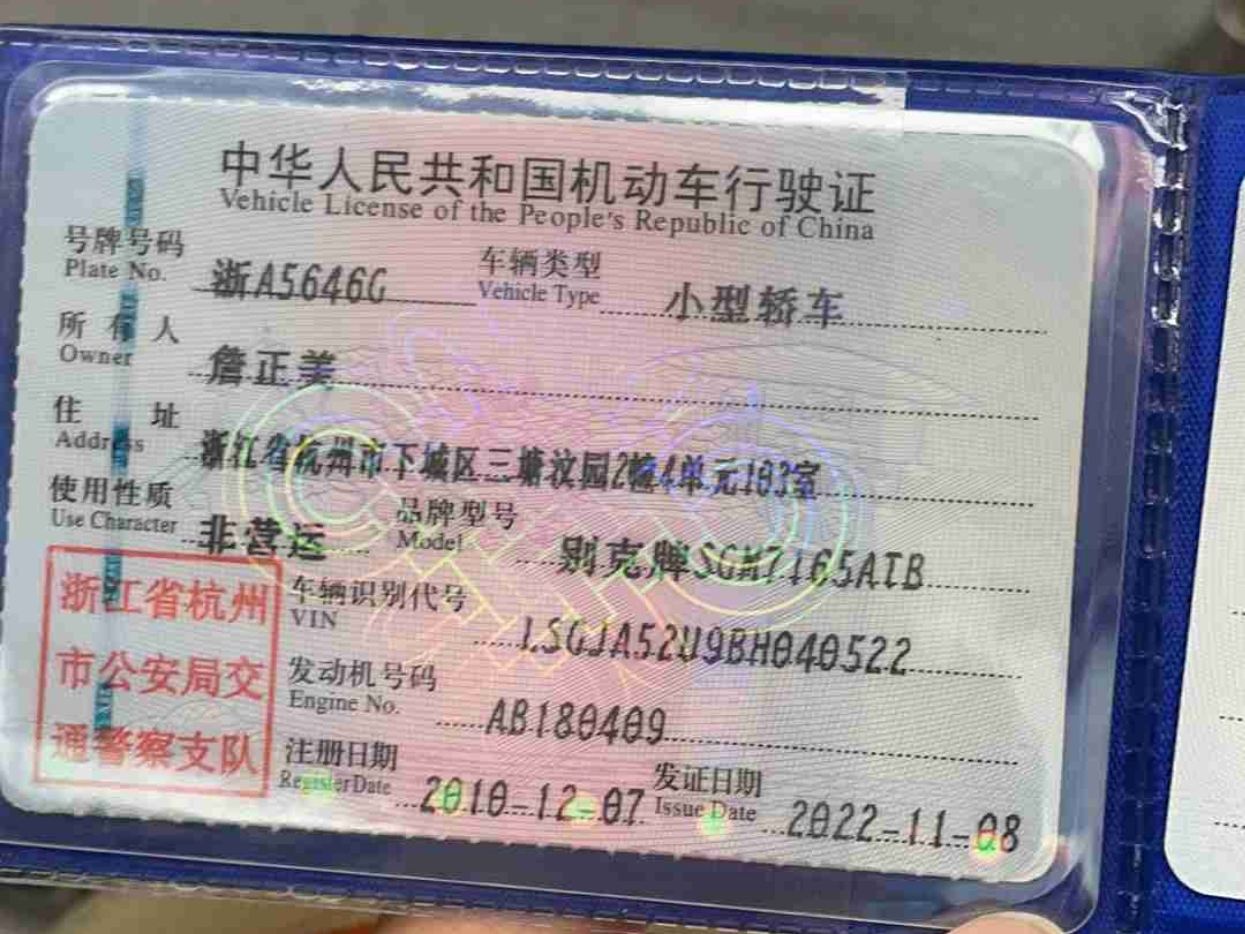 中华人民共和国机动车行驶证
Vehicle License of the People's Republic of China
号牌号码 浙A5646G 车辆类型 小型轿车
Plate No. Vehicle Type
所有人 詹正美
Owner
住址 浙江省杭州市下城区三塘汶园2幢4单元103室
Address
使用性质 非营运 品牌型号 别克牌SGM7165ATB
Use Character Model
浙江省杭州
市公安局交
通警察支队
车辆识别代号 LSGJA52U9BH040522
VIN
发动机号码 AB180409
Engine No.
注册日期 2010-12-07 发证日期 2022-11-08
Register Date Issue Date